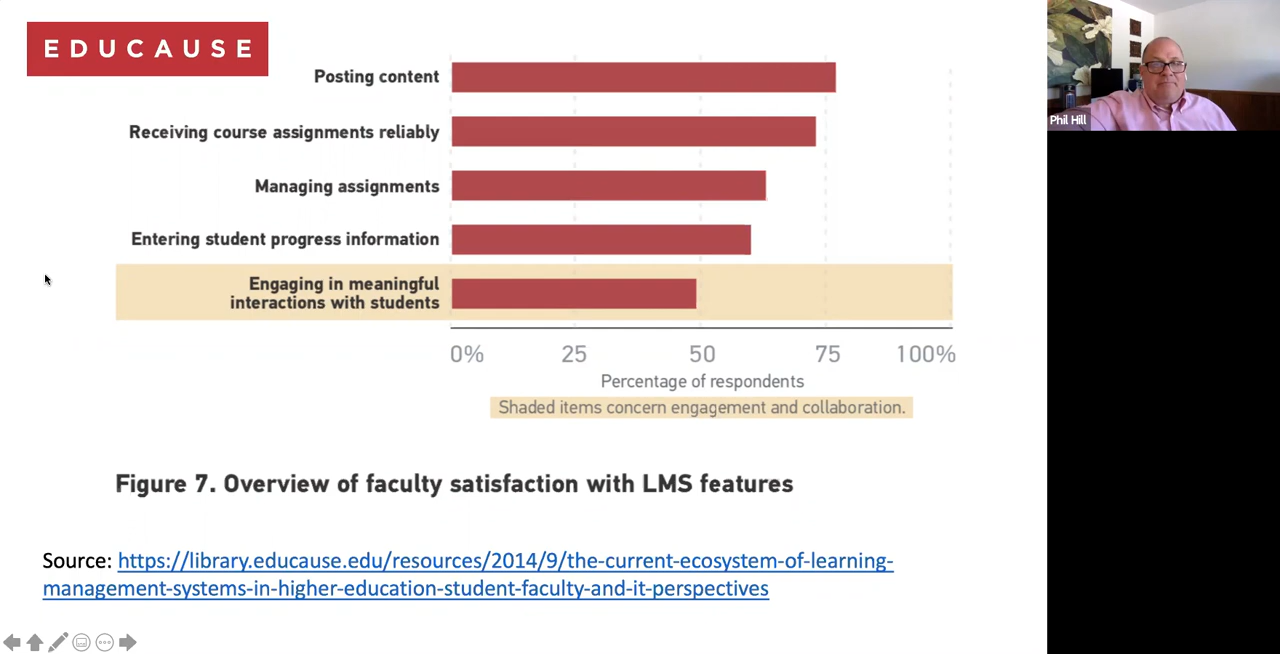 EDUCAUSE
Posting content
Receiving course assignments reliably
Managing assignments
Entering student progress information
Engaging in meaningful
interactions with students
0% 25 50 75 100%
Percentage of respondents
Shaded items concern engagement and collaboration.
Figure 7. Overview of faculty satisfaction with LMS features
Source: https://library.educause.edu/resources/2014/9/the-current-ecosystem-of-learning-
management-systems-in-higher-education-student-faculty-and-it-perspectives
Phil Hill